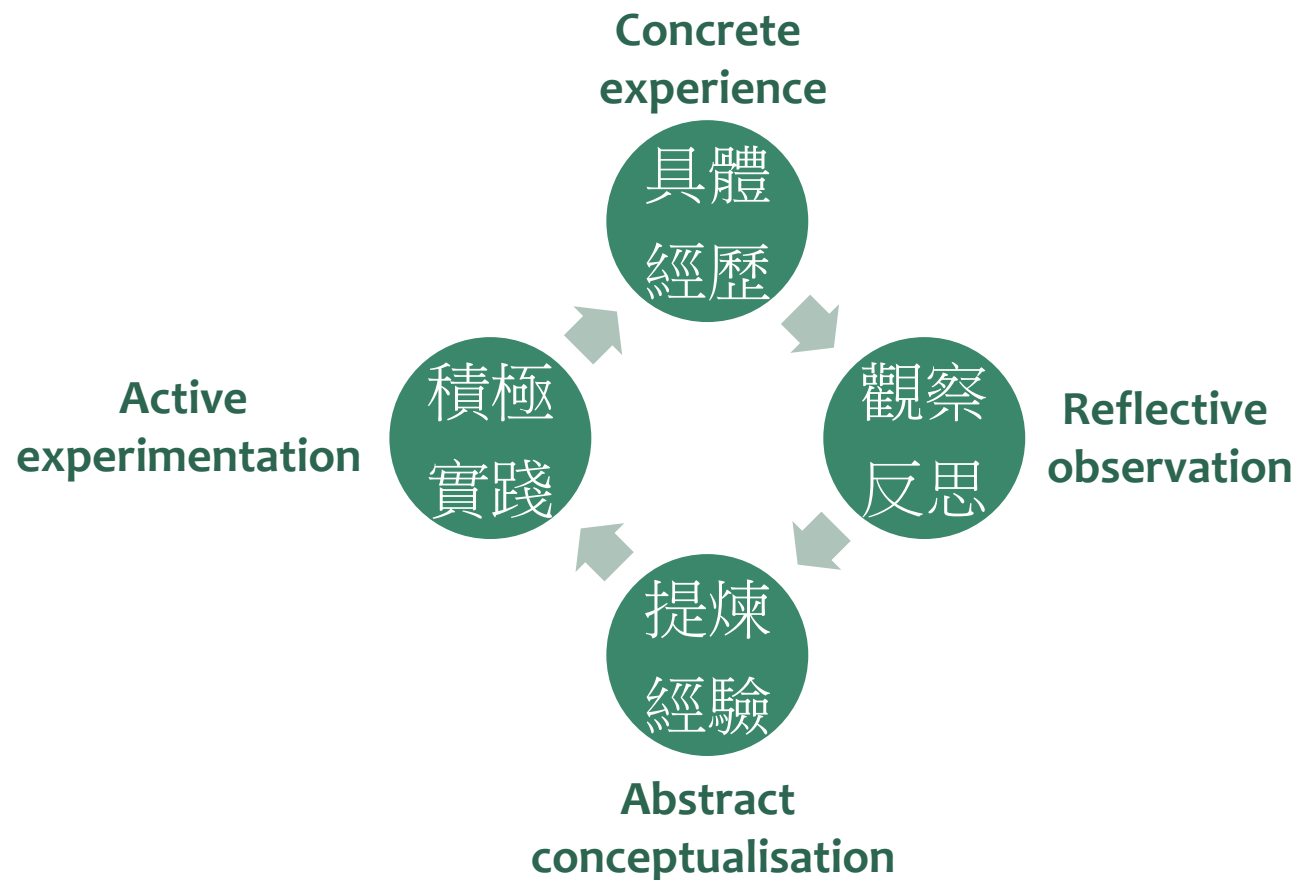 Concrete
experience
具體
經歷
觀察
反思
Reflective
observation
提煉
經驗
Abstract
conceptualisation
積極
實踐
Active
experimentation